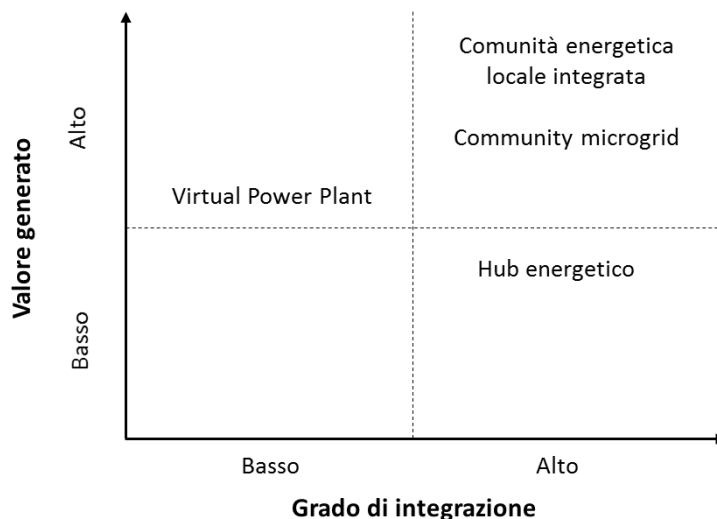 Comunità energetica
locale integrata
Alto
Community microgrid
Virtual Power Plant
Valore generato
Hub energetico
Basso
Basso
Alto
Grado di integrazione